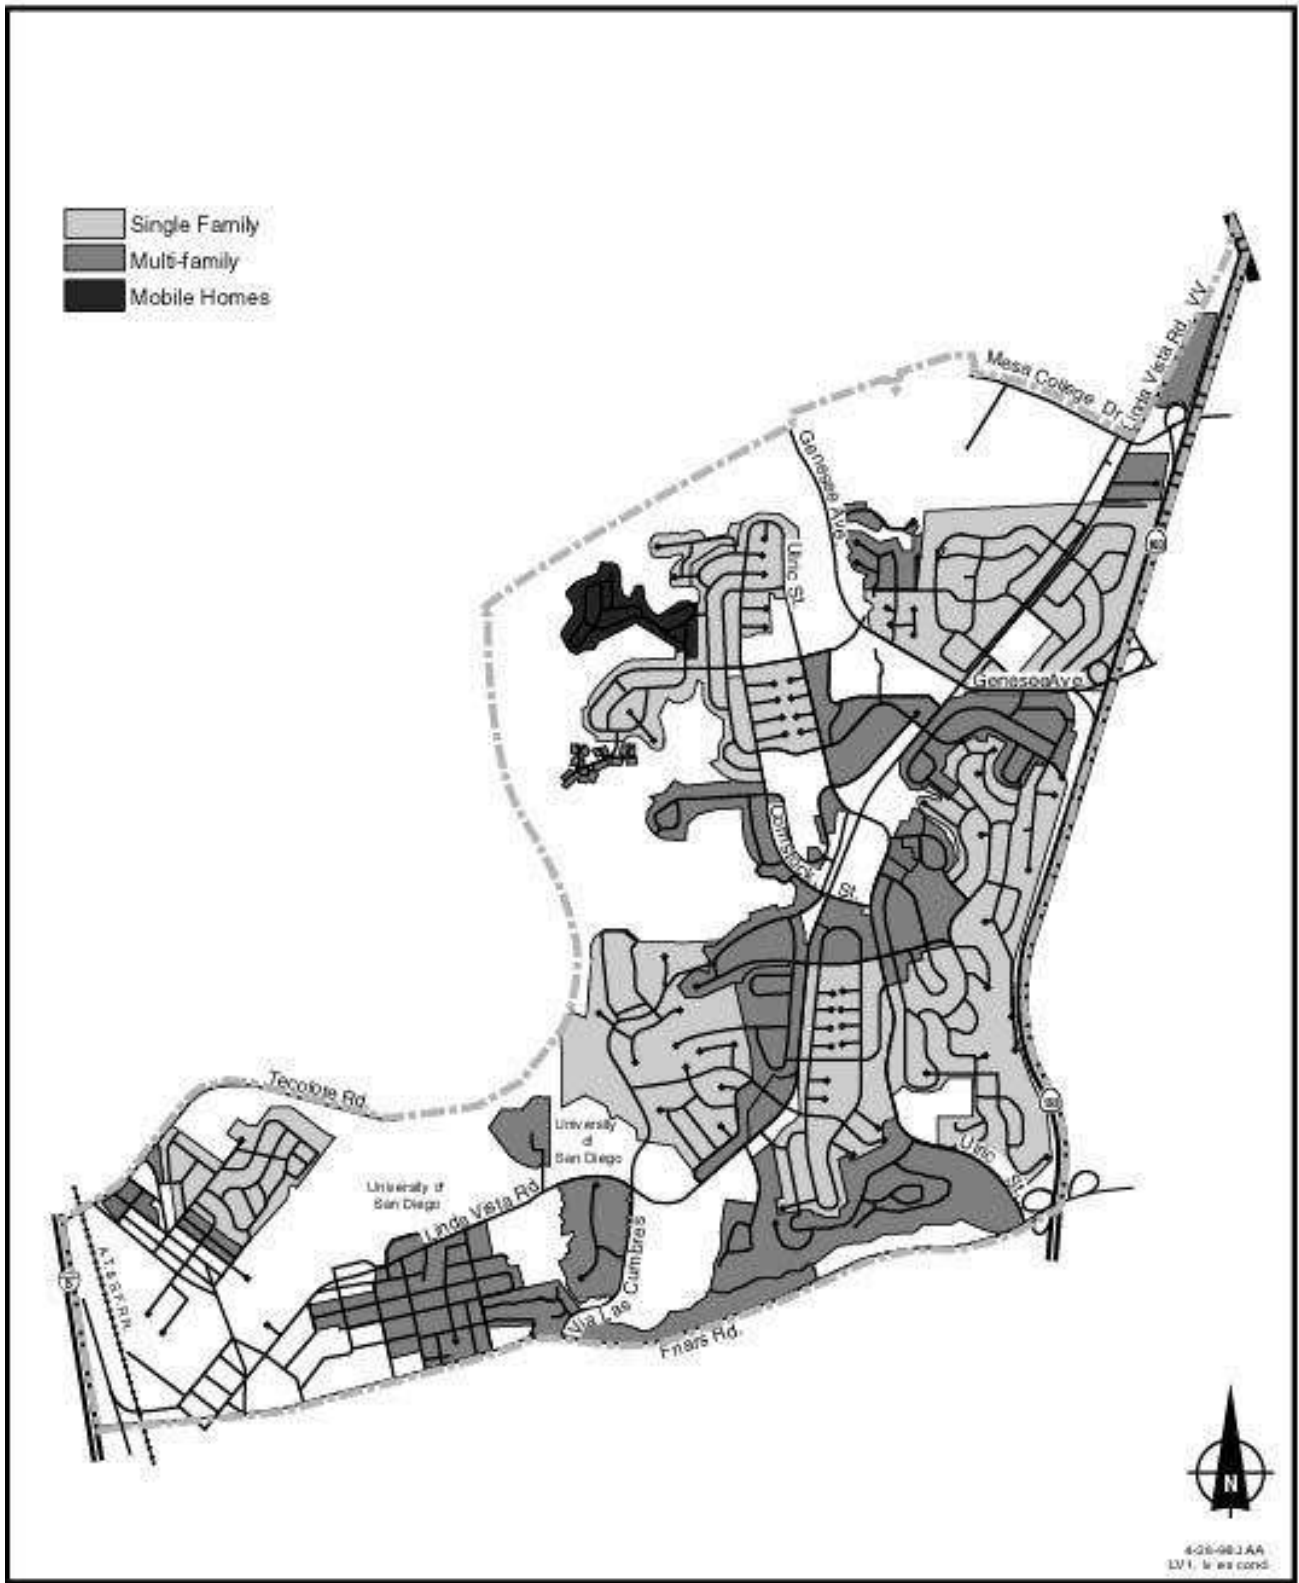 Single Family
Multi-family
Mobile Homes
Linda Vista Rd.
Mesa College Dr.
Genesee Ave.
Ulric St.
163
Genesee Ave.
Comstock
St.
Tecolote Rd.
University
of
San Diego
University of
San Diego
Linda Vista Rd.
Ulric
St.
163
Cumbres
Via Las
Friars Rd.
A.T. & S.F. R.R.
N